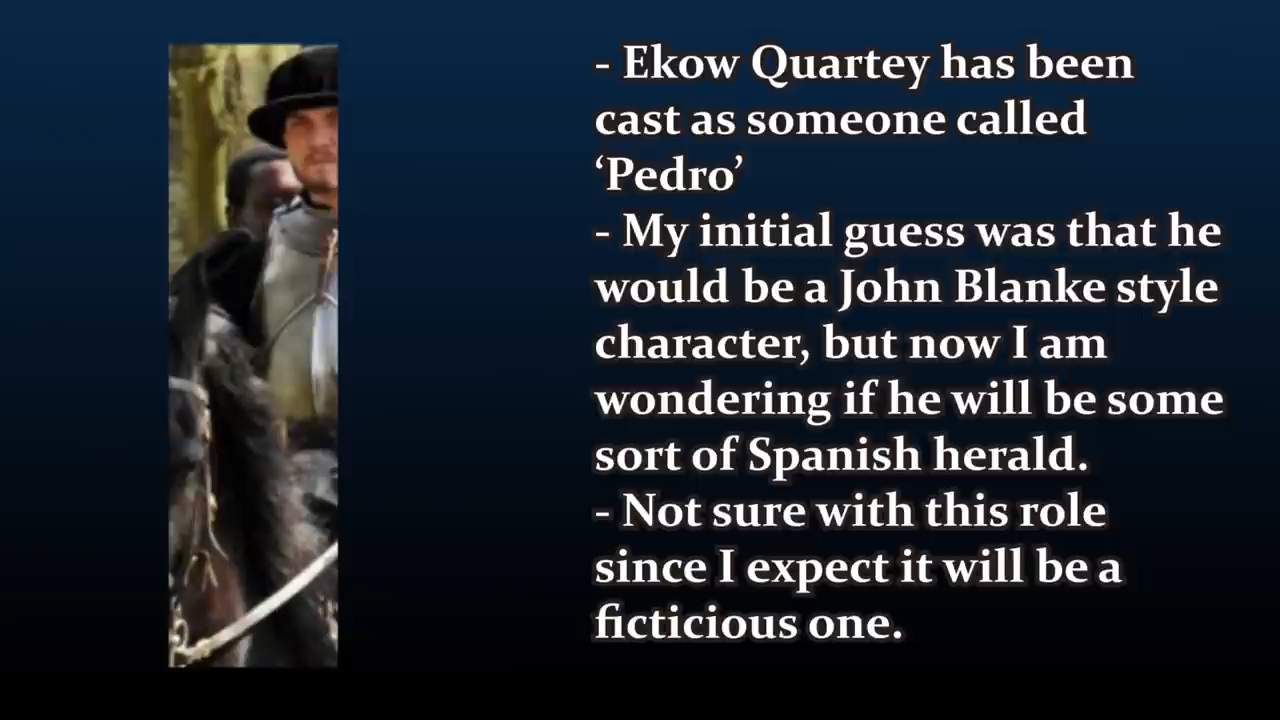 - Ekow Quartey has been
cast as someone called
‘Pedro’
- My initial guess was that he
would be a John Blanke style
character, but now I am
wondering if he will be some
sort of Spanish herald.
- Not sure with this role
since I expect it will be a
ficticious one.